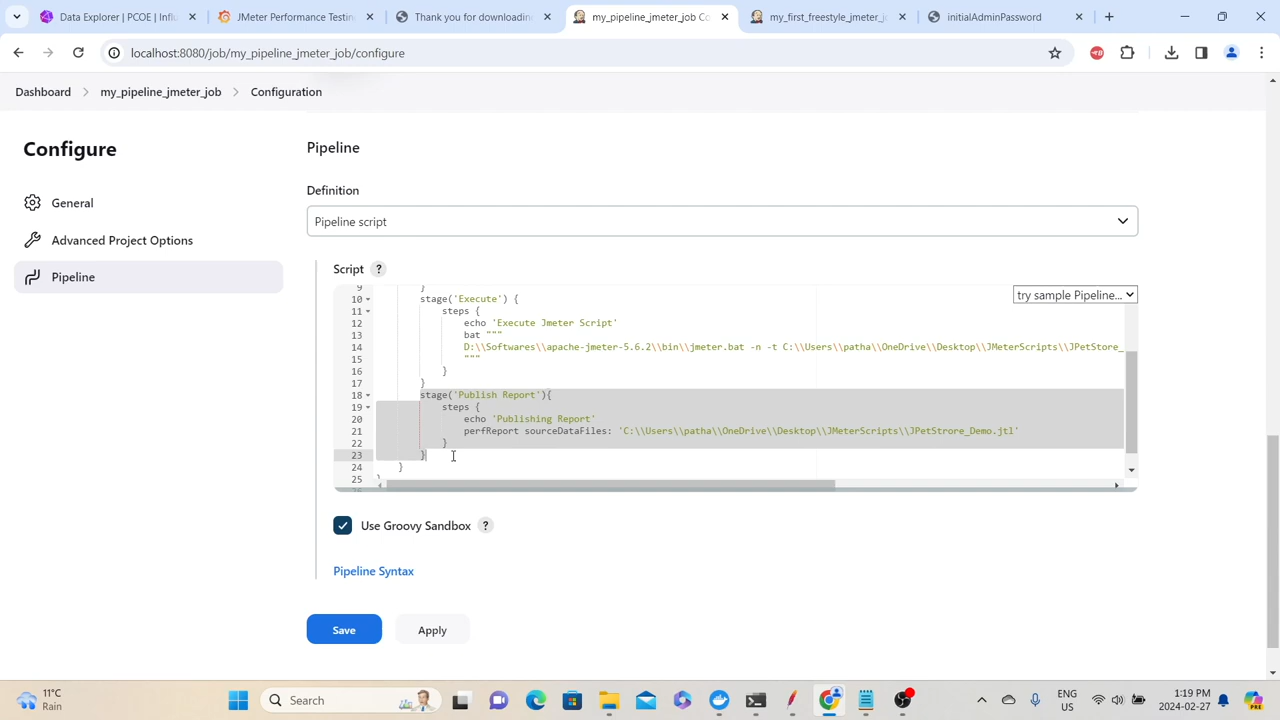 Data Explorer | PCOE | Influ
JMeter Performance Testing
Thank you for downloading
my_pipeline_jmeter_job Co
my_first_freestyle_jmeter_j
initialAdminPassword
localhost:8080/job/my_pipeline_jmeter_job/configure
Dashboard
my_pipeline_jmeter_job
Configuration
Configure
General
Advanced Project Options
Pipeline
Pipeline
Definition
Pipeline script
Script ?
try sample Pipeline...
9 }
10 stage('Execute') {
11 steps {
12 echo 'Execute Jmeter Script'
13 bat """
14 D:\\Softwares\\apache-jmeter-5.6.2\\bin\\jmeter.bat -n -t C:\\Users\\patha\\OneDrive\\Desktop\\JMeterScripts\\JPetStrore_
15 """
16 }
17 }
18 stage('Publish Report'){
19 steps {
20 echo 'Publishing Report'
21 perfReport sourceDataFiles: 'C:\\Users\\patha\\OneDrive\\Desktop\\JMeterScripts\\JPetStrore_Demo.jtl'
22 }
23 }
24 }
25 }
Use Groovy Sandbox ?
Pipeline Syntax
Save
Apply
11°C
Rain
Search
ENG
US
1:19 PM
2024-02-27